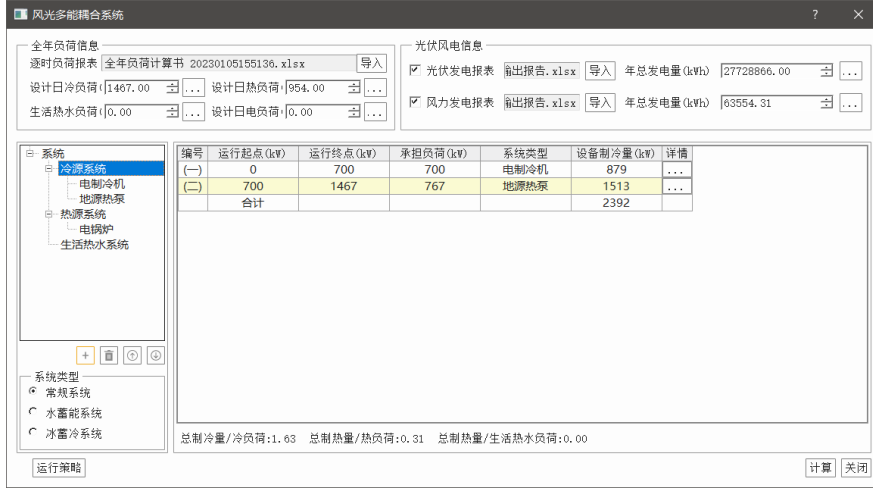 风光多能耦合系统 ? ×
全年负荷信息
逐时负荷报表 全年负荷计算书 20230105155136.xlsx 导入
设计日冷负荷( 1467.00 ... 设计日热负荷( 954.00 ...
生活热水负荷( 0.00 ... 设计日电负荷( 0.00 ...
光伏风电信息
光伏发电报表 输出报告.xlsx 导入 年总发电量(kWh) 27728866.00 ...
风力发电报表 输出报告.xlsx 导入 年总发电量(kWh) 63554.31 ...
系统
冷源系统
电制冷机
地源热泵
热源系统
电锅炉
生活热水系统
系统类型
常规系统
水蓄能系统
冰蓄冷系统
编号 运行起点(kW) 运行终点(kW) 承担负荷(kW) 系统类型 设备制冷量(kW) 详情
(一) 0 700 700 电制冷机 879 ...
(二) 700 1467 767 地源热泵 1513 ...
合计 2392
总制冷量/冷负荷:1.63 总制热量/热负荷:0.31 总制热量/生活热水负荷:0.00
运行策略 计算 关闭